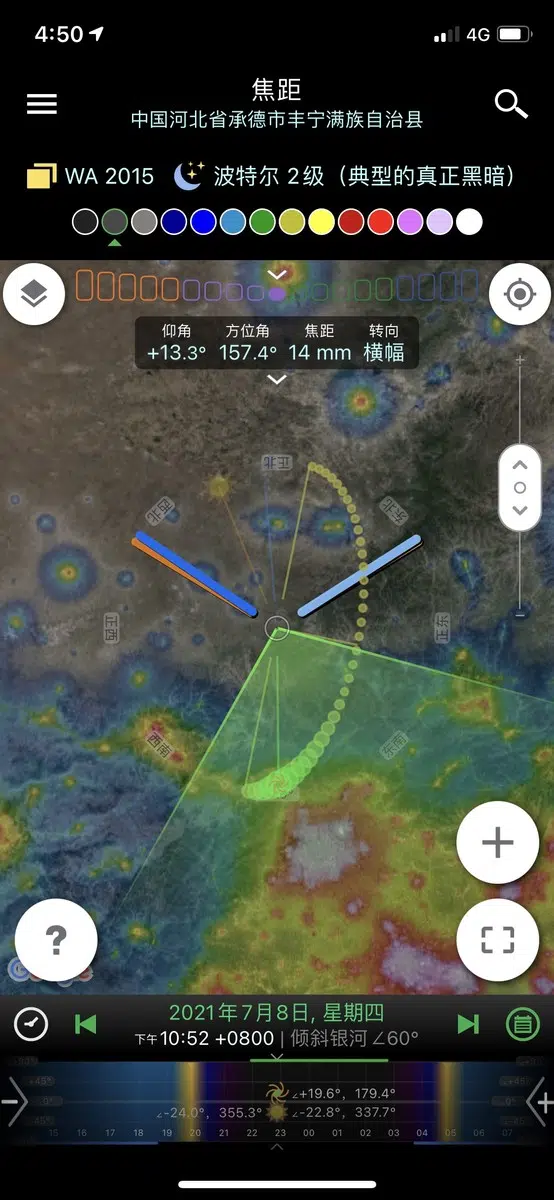 4:50
4G
焦距
中国河北省承德市丰宁满族自治县
WA 2015 波特尔 2级（典型的真正黑暗）
仰角 方位角 焦距 转向
+13.3° 157.4° 14 mm 横幅
正北
西北 东北
正西 正东
西南 东南
?
2021年7月8日, 星期四
下午10:52 +0800 | 倾斜银河∠60°
∠+19.6°, 179.4°
∠-24.0°, 355.3° ∠-22.8°, 337.7°
15 16 17 18 19 20 21 22 23 00 01 02 03 04 05 06 07